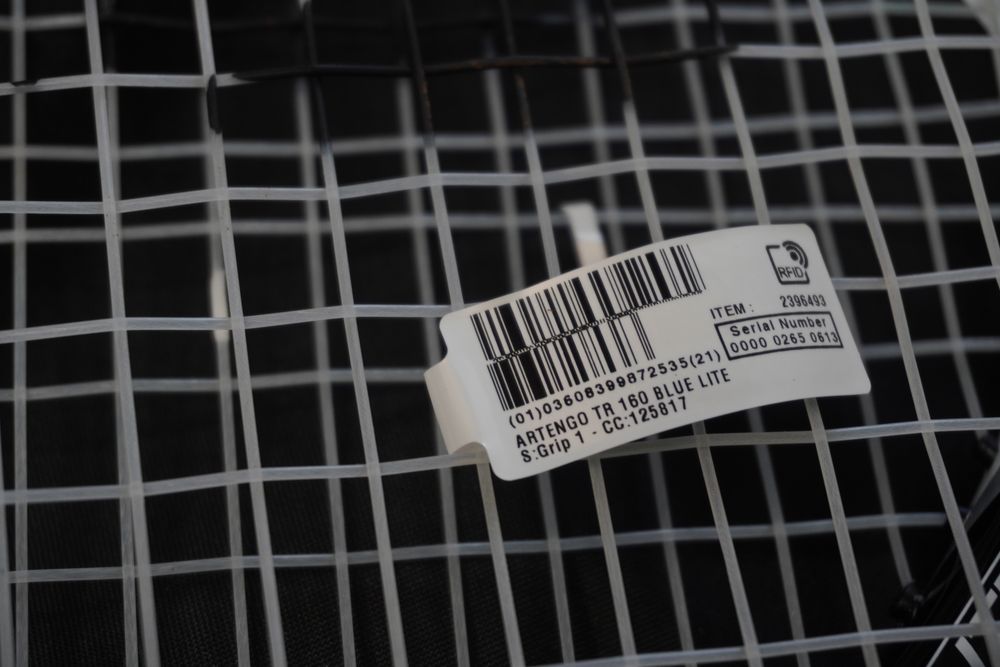 RFID
ITEM : 2396493
Serial Number
0000 0265 0613
(01)03608399872535(21)
ARTENGO TR 160 BLUE LITE
S:Grip 1 - CC:125817